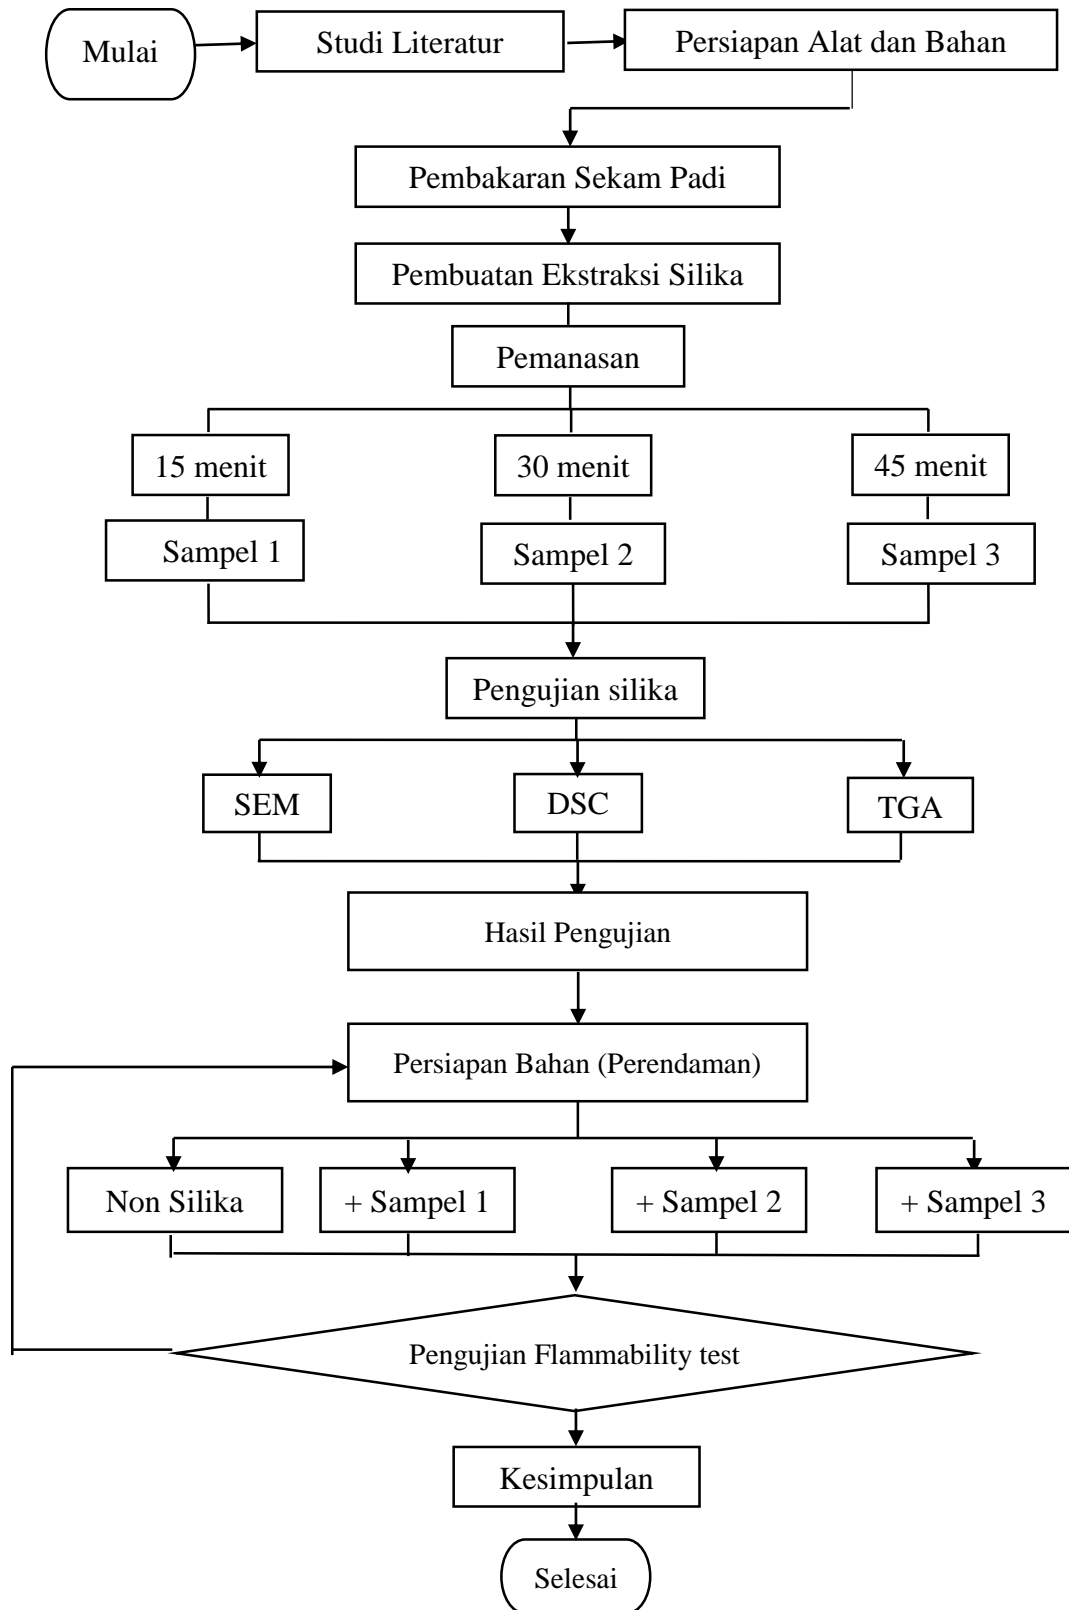 Mulai
Studi Literatur
Persiapan Alat dan Bahan
Pembakaran Sekam Padi
Pembuatan Ekstraksi Silika
Pemanasan
15 menit
30 menit
45 menit
Sampel 1
Sampel 2
Sampel 3
Pengujian silika
SEM
DSC
TGA
Hasil Pengujian
Persiapan Bahan (Perendaman)
Non Silika
+ Sampel 1
+ Sampel 2
+ Sampel 3
Pengujian Flammability test
Kesimpulan
Selesai